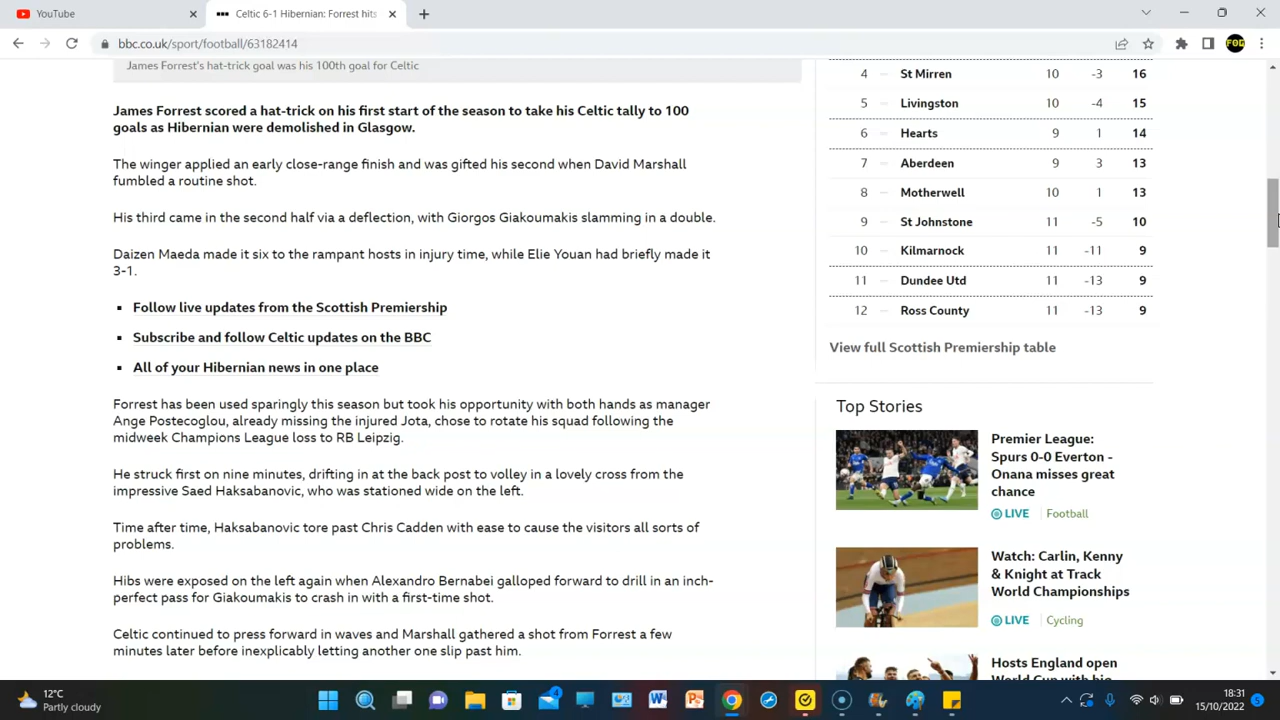 YouTube
Celtic 6-1 Hibernian: Forrest hits
bbc.co.uk/sport/football/63182414
FOG
James Forrest's hat-trick goal was his 100th goal for Celtic
James Forrest scored a hat-trick on his first start of the season to take his Celtic tally to 100
goals as Hibernian were demolished in Glasgow.
The winger applied an early close-range finish and was gifted his second when David Marshall
fumbled a routine shot.
His third came in the second half via a deflection, with Giorgos Giakoumakis slamming in a double.
Daizen Maeda made it six to the rampant hosts in injury time, while Elie Youan had briefly made it
3-1.
Follow live updates from the Scottish Premiership
Subscribe and follow Celtic updates on the BBC
All of your Hibernian news in one place
Forrest has been used sparingly this season but took his opportunity with both hands as manager
Ange Postecoglou, already missing the injured Jota, chose to rotate his squad following the
midweek Champions League loss to RB Leipzig.
He struck first on nine minutes, drifting in at the back post to volley in a lovely cross from the
impressive Saed Haksabanovic, who was stationed wide on the left.
Time after time, Haksabanovic tore past Chris Cadden with ease to cause the visitors all sorts of
problems.
Hibs were exposed on the left again when Alexandro Bernabei galloped forward to drill in an inch-
perfect pass for Giakoumakis to crash in with a first-time shot.
Celtic continued to press forward in waves and Marshall gathered a shot from Forrest a few
minutes later before inexplicably letting another one slip past him.
4 St Mirren 10 -3 16
5 Livingston 10 -4 15
6 Hearts 9 1 14
7 Aberdeen 9 3 13
8 Motherwell 10 1 13
9 St Johnstone 11 -5 10
10 Kilmarnock 11 -11 9
11 Dundee Utd 11 -13 9
12 Ross County 11 -13 9
View full Scottish Premiership table
Top Stories
Premier League:
Spurs 0-0 Everton -
Onana misses great
chance
LIVE Football
Watch: Carlin, Kenny
& Knight at Track
World Championships
LIVE Cycling
Hosts England open
12°C
Partly cloudy
18:31
15/10/2022